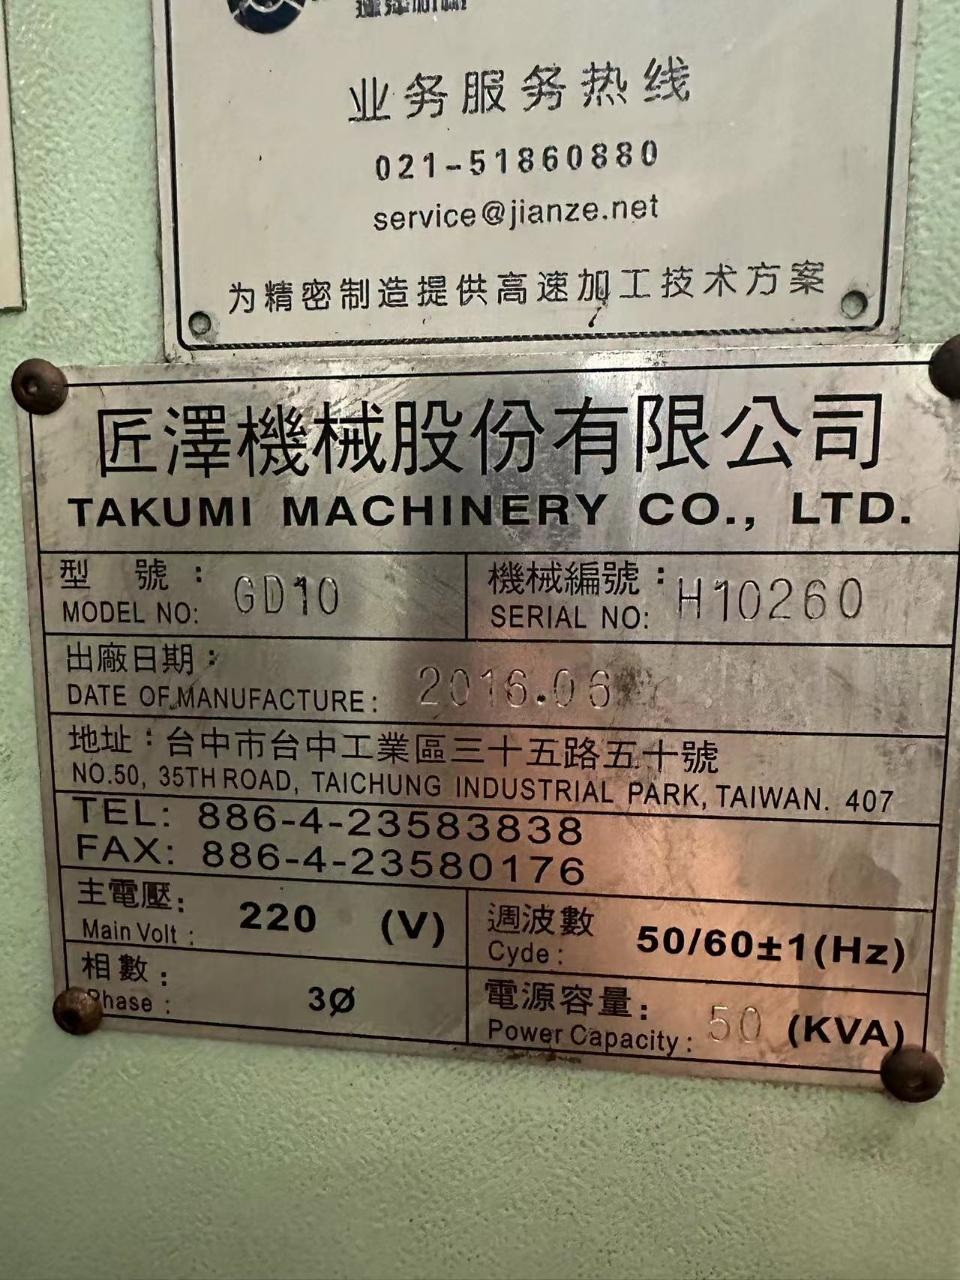 业务服务热线
021-51860880
service@jianze.net
为精密制造提供高速加工技术方案
匠澤機械股份有限公司
TAKUMI MACHINERY CO., LTD.
型 號：
MODEL NO: GD10
機械編號：
SERIAL NO: H10260
出廠日期：
DATE OF MANUFACTURE: 2016.06
地址：台中市台中工業區三十五路五十號
NO.50, 35TH ROAD, TAICHUNG INDUSTRIAL PARK, TAIWAN. 407
TEL: 886-4-23583838
FAX: 886-4-23580176
主電壓:
Main Volt : 220 (V)
週波數
Cyde : 50/60±1(Hz)
相數:
Phase : 3Ø
電源容量:
Power Capacity: 50 (KVA)